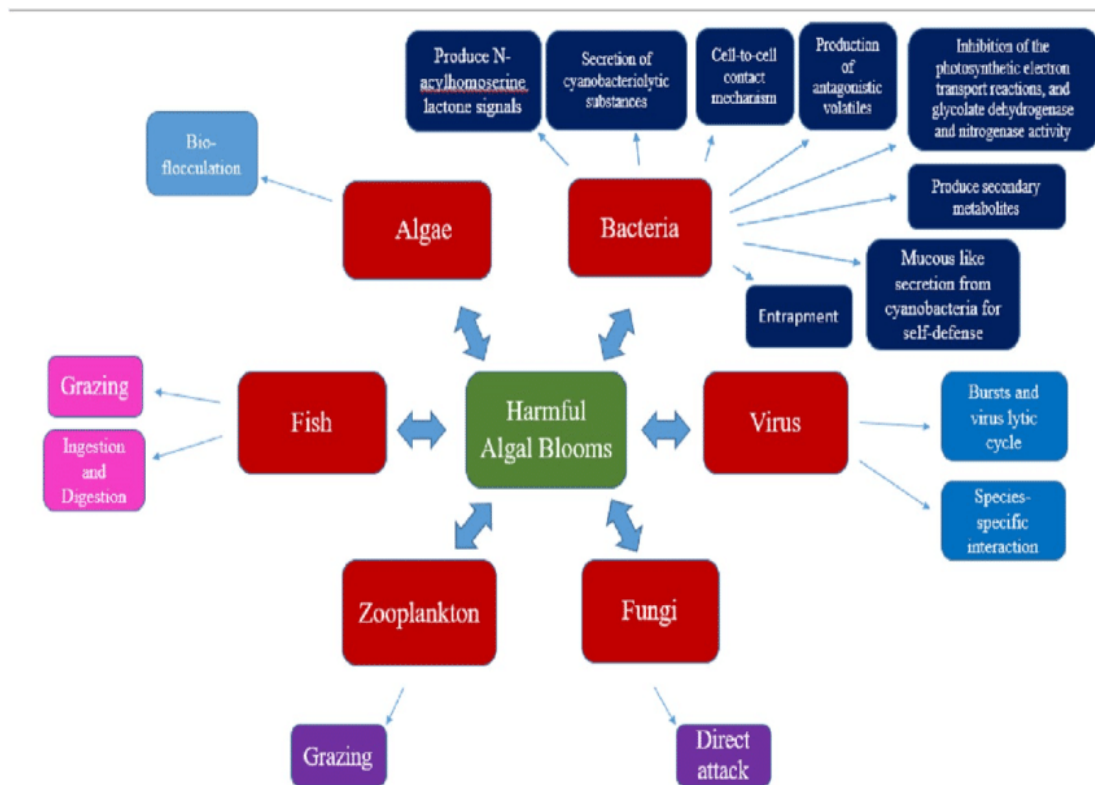 Produce N-
acylhomoserine
lactone signals
Secretion of
cyanobacteriolytic
substances
Cell-to-cell
contact
mechanism
Production
of
antagonistic
volatiles
Inhibition of the
photosynthetic electron
transport reactions, and
glycolate dehydrogenase
and nitrogenase activity
Bio-
flocculation
Algae
Bacteria
Produce secondary
metabolites
Mucous like
secretion from
cyanobacteria for
self-defense
Entrapment
Grazing
Ingestion
and
Digestion
Fish
Harmful
Algal Blooms
Virus
Bursts and
virus lytic
cycle
Species-
specific
interaction
Zooplankton
Fungi
Grazing
Direct
attack